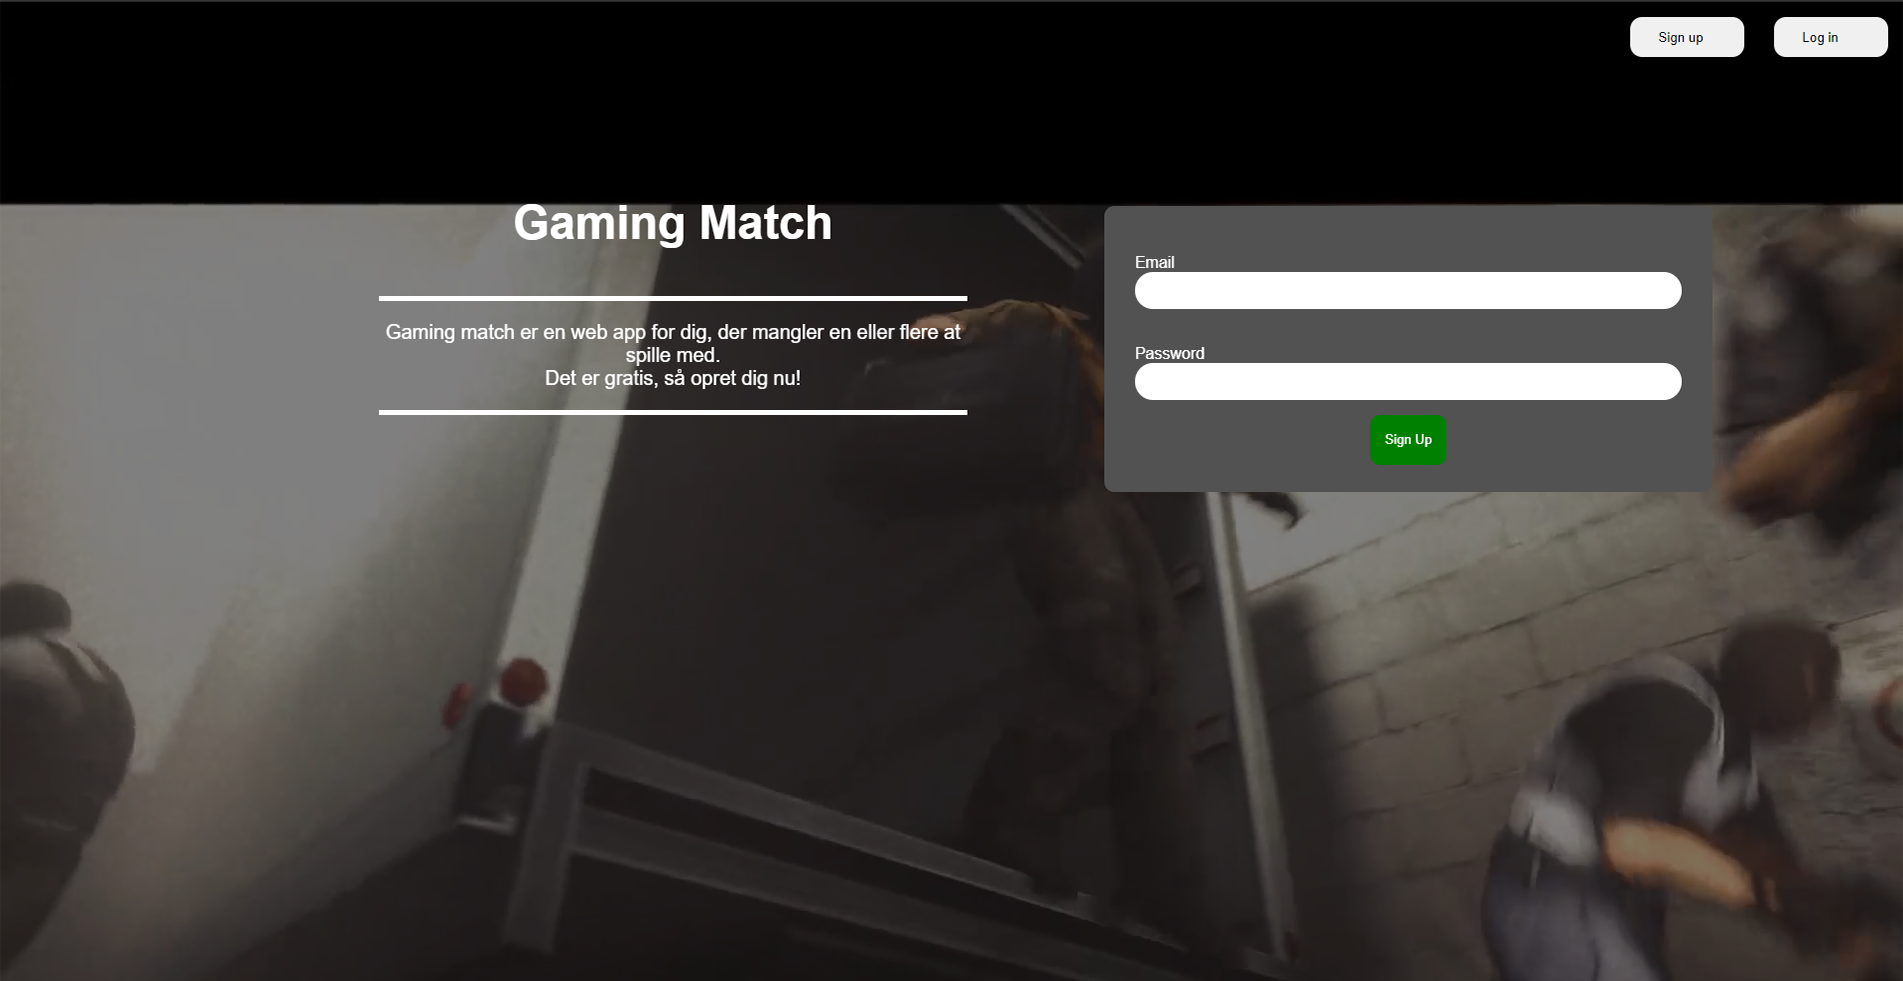 Sign up
Log in
Gaming Match
Gaming match er en web app for dig, der mangler en eller flere at
spille med.
Det er gratis, så opret dig nu!
Email
Password
Sign Up